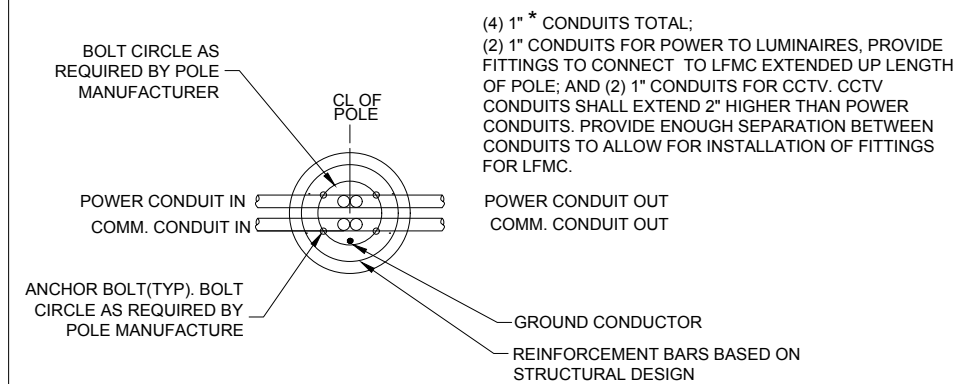 (4) 1" * CONDUITS TOTAL;
(2) 1" CONDUITS FOR POWER TO LUMINAIRES, PROVIDE
FITTINGS TO CONNECT TO LFMC EXTENDED UP LENGTH
OF POLE; AND (2) 1" CONDUITS FOR CCTV. CCTV
CONDUITS SHALL EXTEND 2" HIGHER THAN POWER
CONDUITS. PROVIDE ENOUGH SEPARATION BETWEEN
CONDUITS TO ALLOW FOR INSTALLATION OF FITTINGS
FOR LFMC.
BOLT CIRCLE AS
REQUIRED BY POLE
MANUFACTURER
CL OF
POLE
POWER CONDUIT IN
POWER CONDUIT OUT
COMM. CONDUIT IN
COMM. CONDUIT OUT
ANCHOR BOLT(TYP). BOLT
CIRCLE AS REQUIRED BY
POLE MANUFACTURE
GROUND CONDUCTOR
REINFORCEMENT BARS BASED ON
STRUCTURAL DESIGN